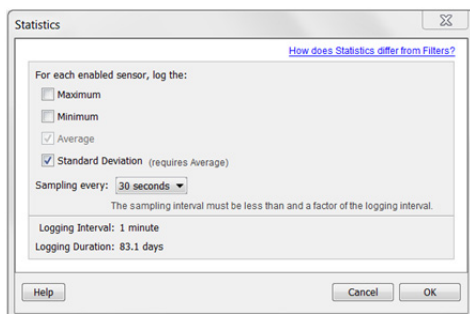 Statistics
How does Statistics differ from Filters?
For each enabled sensor, log the:
Maximum
Minimum
Average
Standard Deviation (requires Average)
Sampling every: 30 seconds
The sampling interval must be less than and a factor of the logging interval.
Logging Interval: 1 minute
Logging Duration: 83.1 days
Help Cancel OK